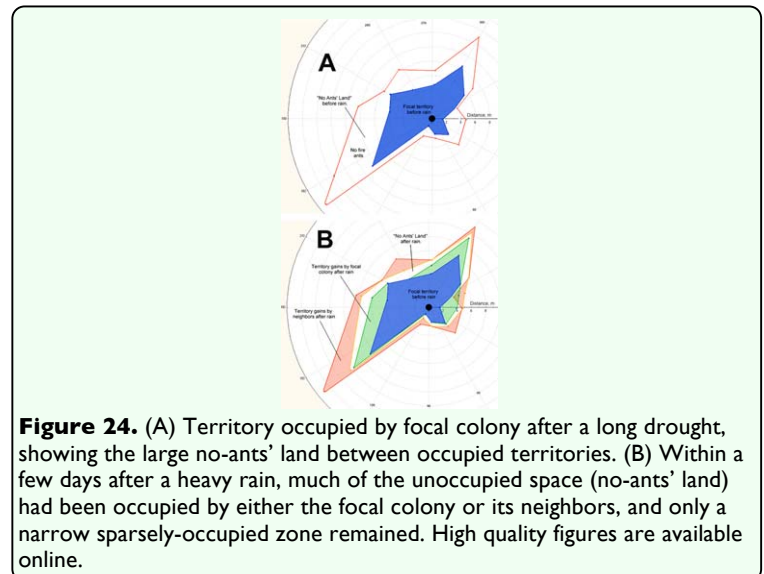 A
"No Ants' Land"
before rain.
Focal territory
before rain
Distance, m
No fire
ants
B
"No Ants' Land"
after rain.
Territory gains by focal
colony after rain
Focal territory
before rain
Distance, m
Territory gains by
neighbors after rain
Figure 24. (A) Territory occupied by focal colony after a long drought,
showing the large no-ants' land between occupied territories. (B) Within a
few days after a heavy rain, much of the unoccupied space (no-ants' land)
had been occupied by either the focal colony or its neighbors, and only a
narrow sparsely-occupied zone remained. High quality figures are available
online.